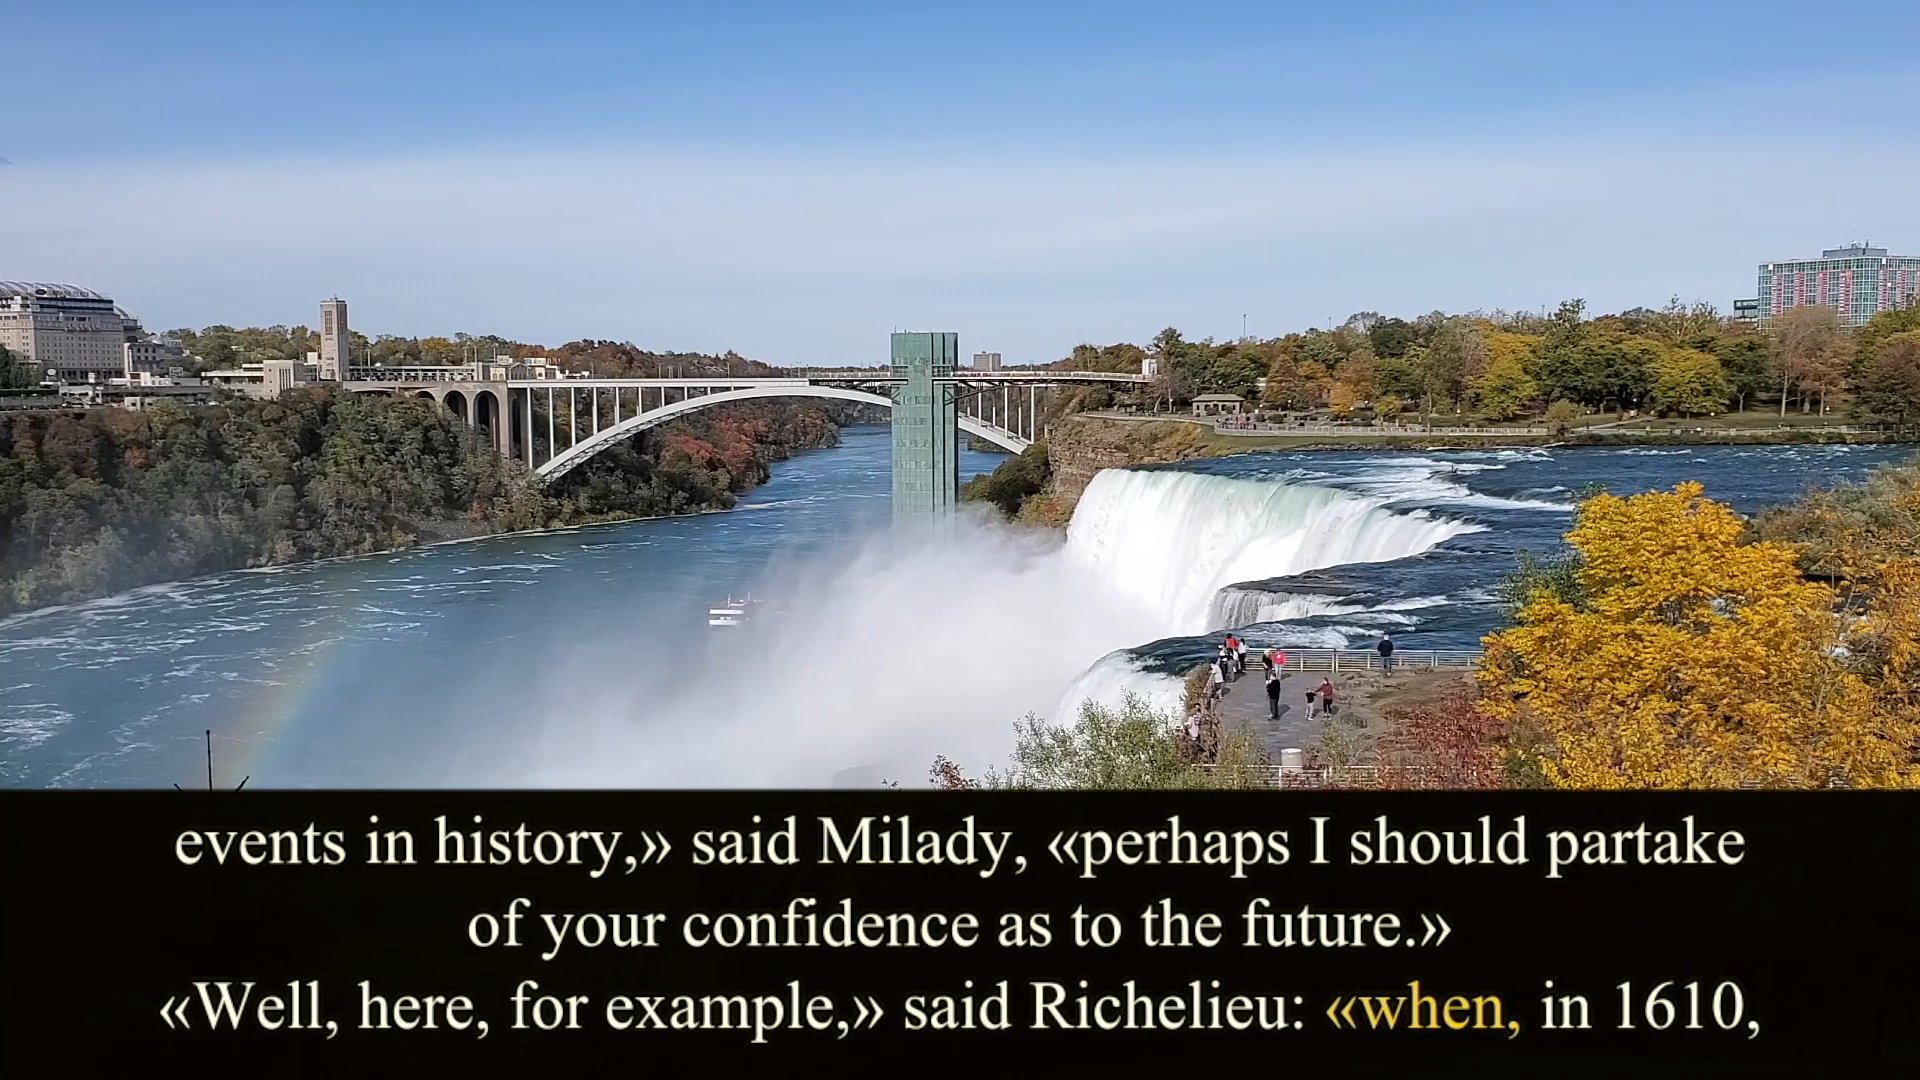 events in history,» said Milady, «perhaps I should partake
of your confidence as to the future.»
«Well, here, for example,» said Richelieu: «when, in 1610,